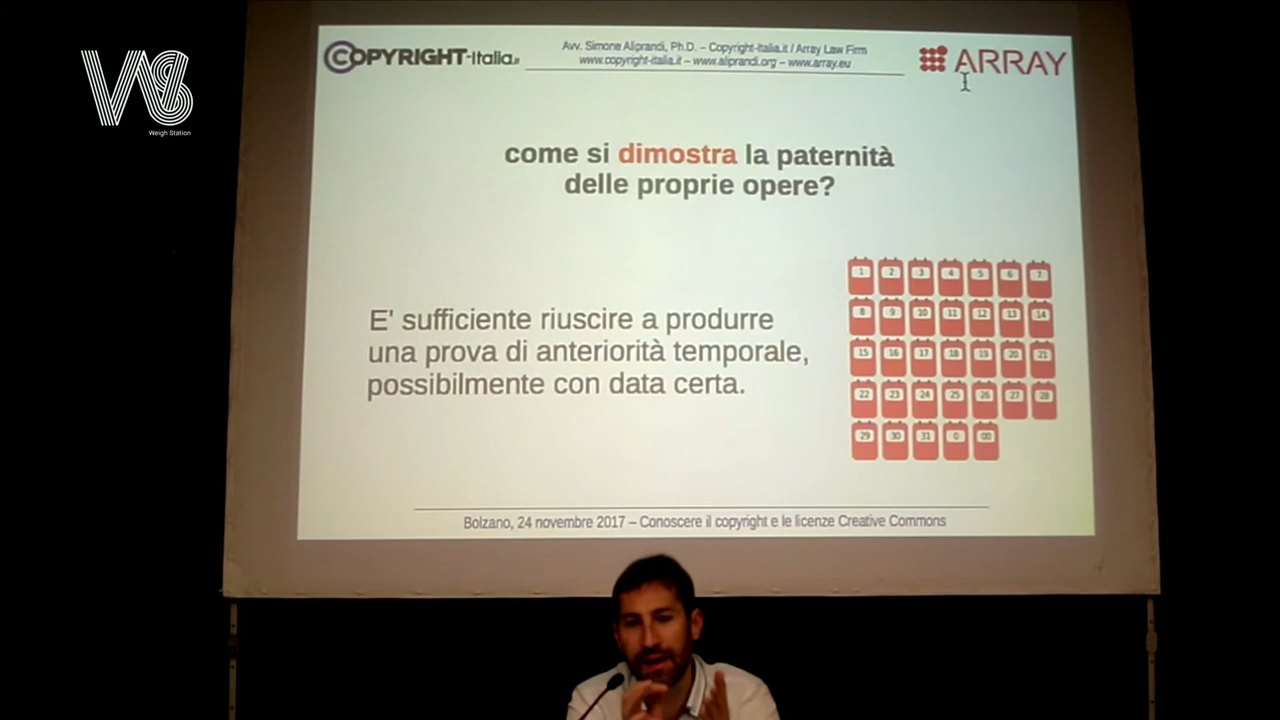 WS
Weigh Station
COPYRIGHT-Italia.it
Avv. Simone Aliprandi, Ph.D. – Copyright-Italia.it / Array Law Firm
www.copyright-italia.it – www.aliprandi.org – www.array.eu
ARRAY
come si dimostra la paternità
delle proprie opere?
E' sufficiente riuscire a produrre
una prova di anteriorità temporale,
possibilmente con data certa.
1 2 3 4 5 6 7
8 9 10 11 12 13 14
15 16 17 18 19 20 21
22 23 24 25 26 27 28
29 30 31 0 00
Bolzano, 24 novembre 2017 – Conoscere il copyright e le licenze Creative Commons